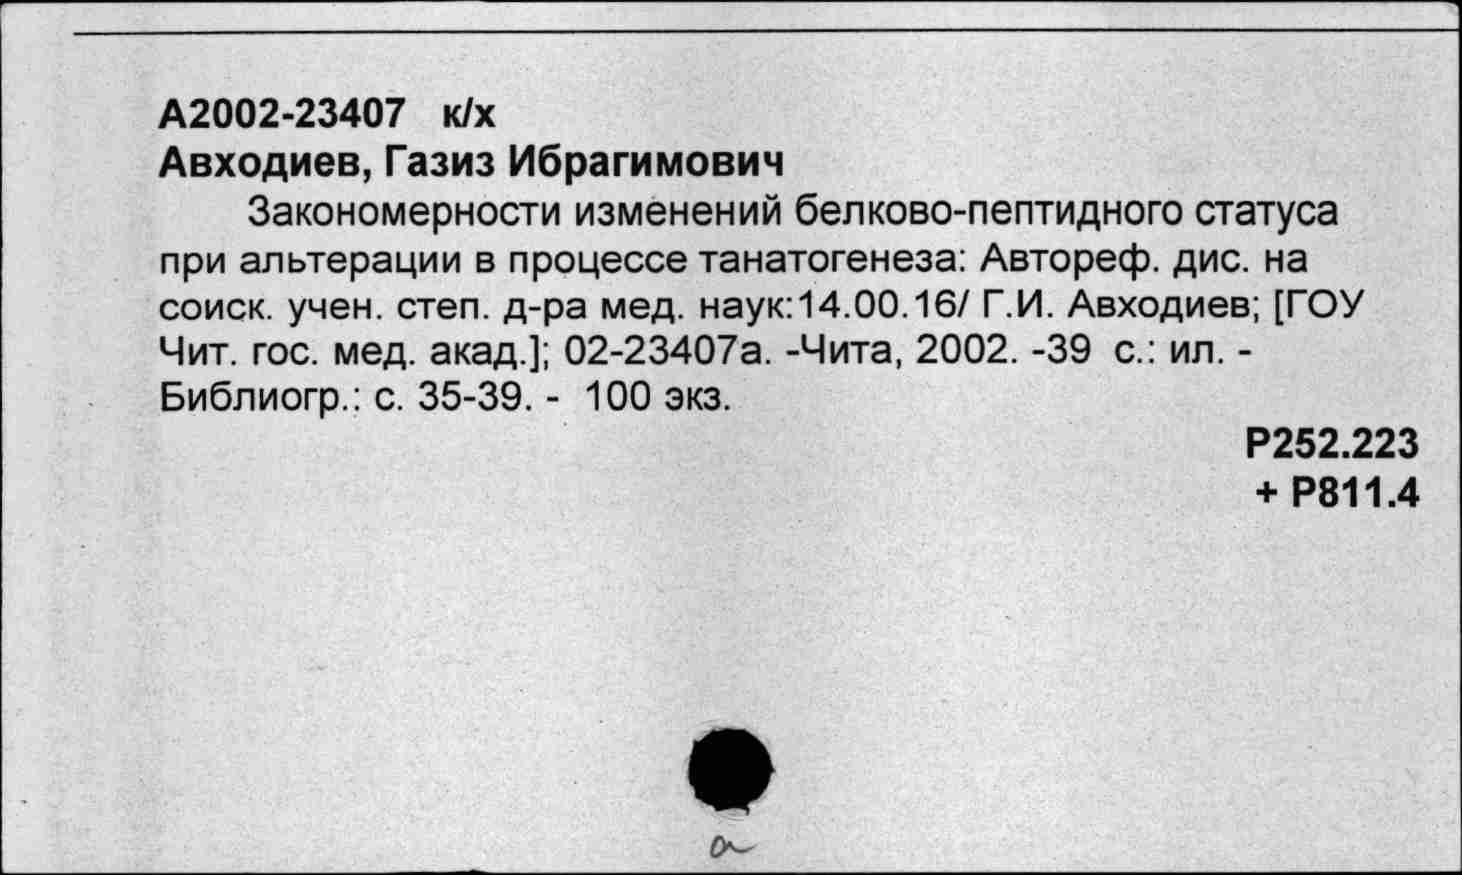 А2002-23407 к/х
Авходиев, Газиз Ибрагимович
Закономерности изменений белково-пептидного статуса
при альтерации в процессе танатогенеза: Автореф. дис. на
соиск. учен. степ. д-ра мед. наук:14.00.16/ Г.И. Авходиев; [ГОУ
Чит. гос. мед. акад.]; 02-23407а. -Чита, 2002. -39 с.: ил. -
Библиогр.: с. 35-39. - 100 экз.
Р252.223
+ Р811.4